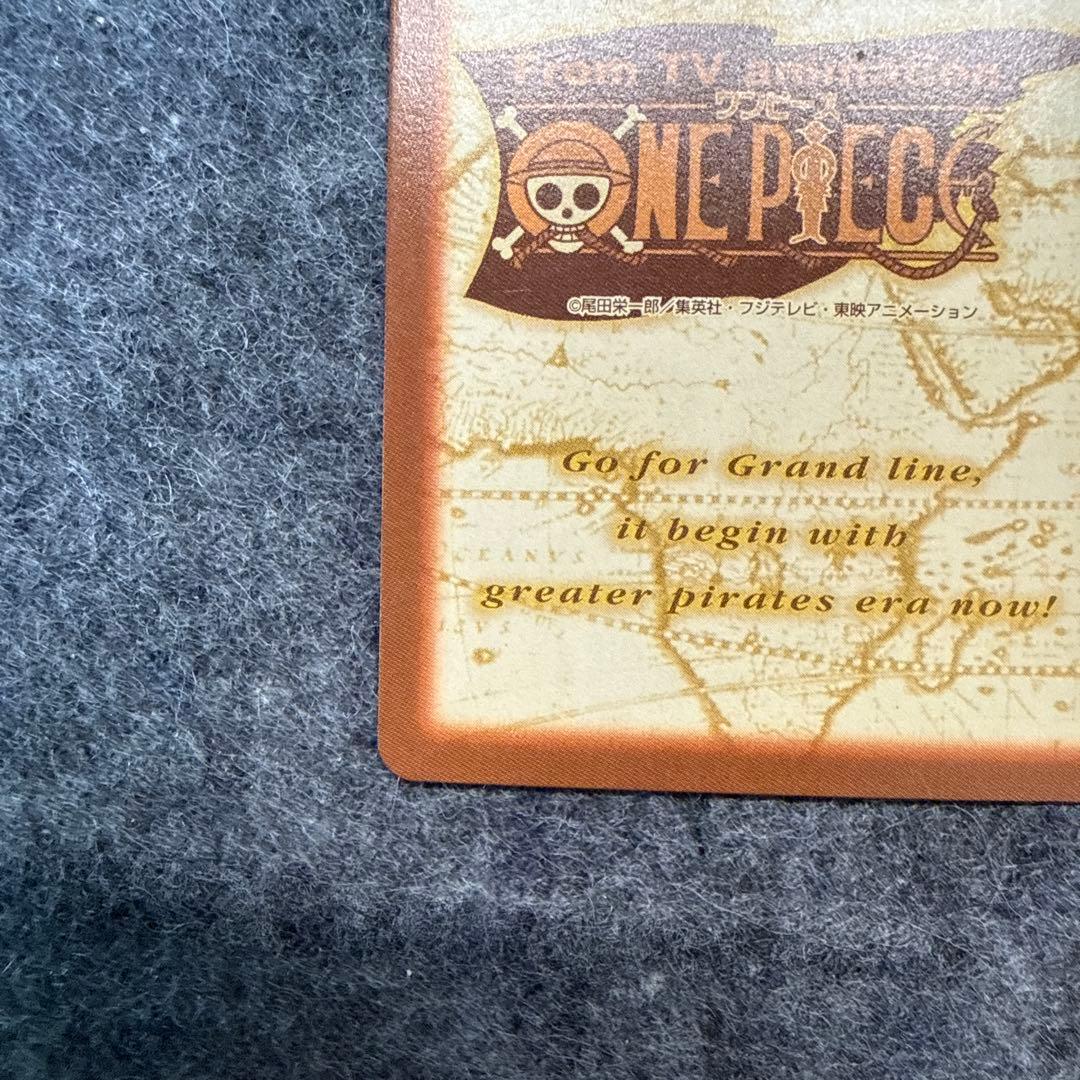 From TV animation
ワンピース
ONE PIECE
©尾田栄一郎／集英社・フジテレビ・東映アニメーション
Go for Grand line,
it begin with
OCEANVS
greater pirates era now!